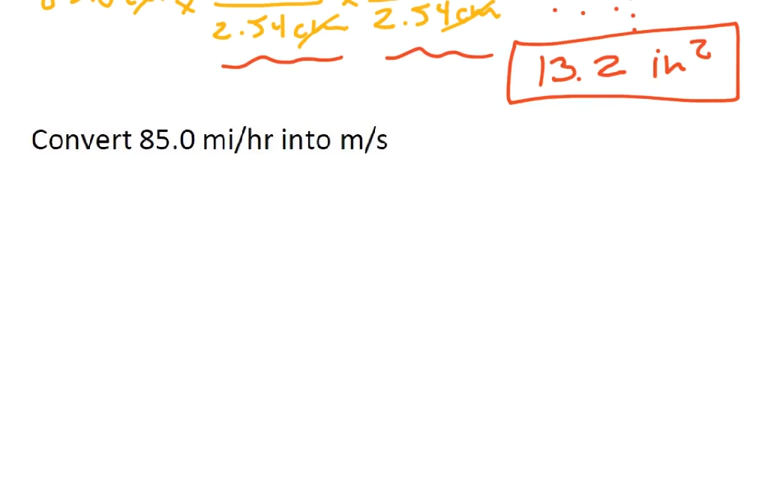 2.54cm 2.54cm
13.2 in²
Convert 85.0 mi/hr into m/s